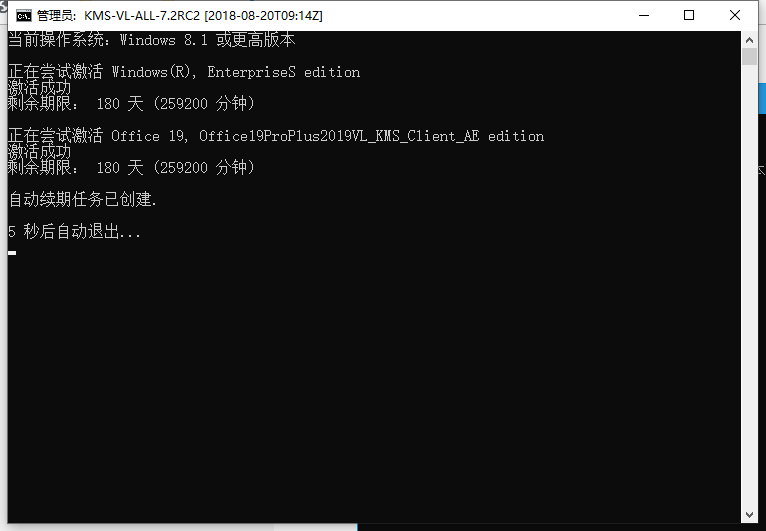 管理员: KMS-VL-ALL-7.2RC2 [2018-08-20T09:14Z]
当前操作系统: Windows 8.1 或更高版本
正在尝试激活 Windows(R), EnterpriseS edition
激活成功
剩余期限: 180 天 (259200 分钟)
正在尝试激活 Office 19, Office19ProPlus2019VL_KMS_Client_AE edition
激活成功
剩余期限: 180 天 (259200 分钟)
自动续期任务已创建.
5 秒后自动退出...